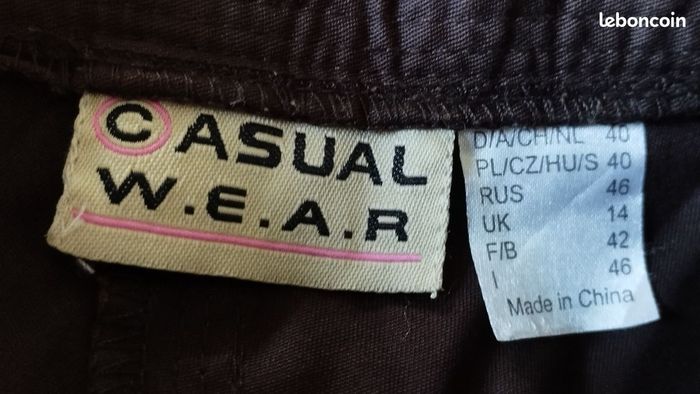 leboncoin
CASUAL
W.E.A.R
D/A/CH/NL 40
PL/CZ/HU/S 40
RUS 46
UK 14
F/B 42
I 46
Made in China